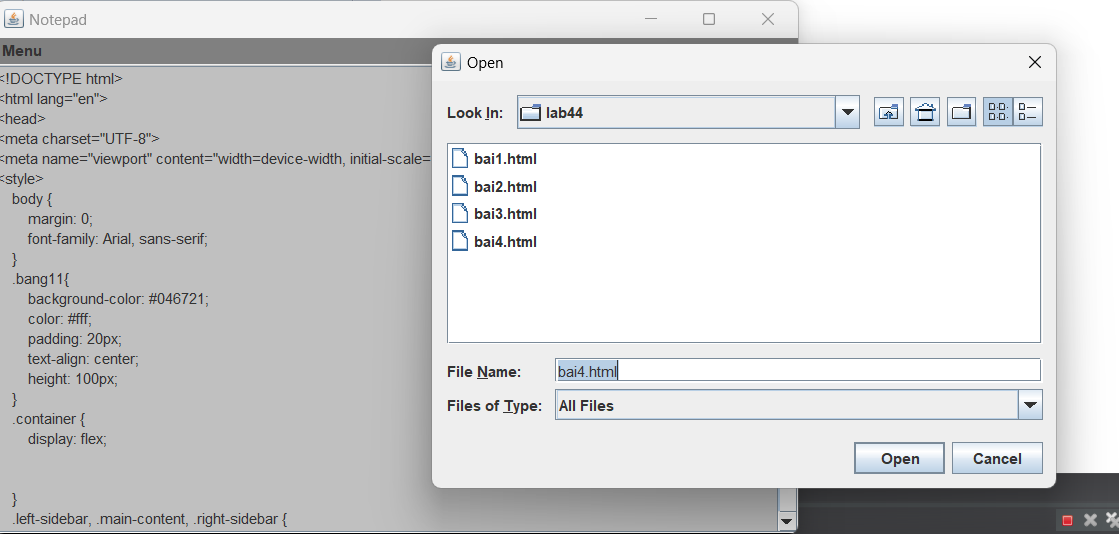 Notepad
Menu
<!DOCTYPE html>
<html lang="en">
<head>
<meta charset="UTF-8">
<meta name="viewport" content="width=device-width, initial-scale=
<style>
body {
margin: 0;
font-family: Arial, sans-serif;
}
.bang11{
background-color: #046721;
color: #fff;
padding: 20px;
text-align: center;
height: 100px;
}
.container {
display: flex;
}
.left-sidebar, .main-content, .right-sidebar {
Open
Look In:
lab44
bai1.html
bai2.html
bai3.html
bai4.html
File Name:
bai4.html
Files of Type:
All Files
Open
Cancel